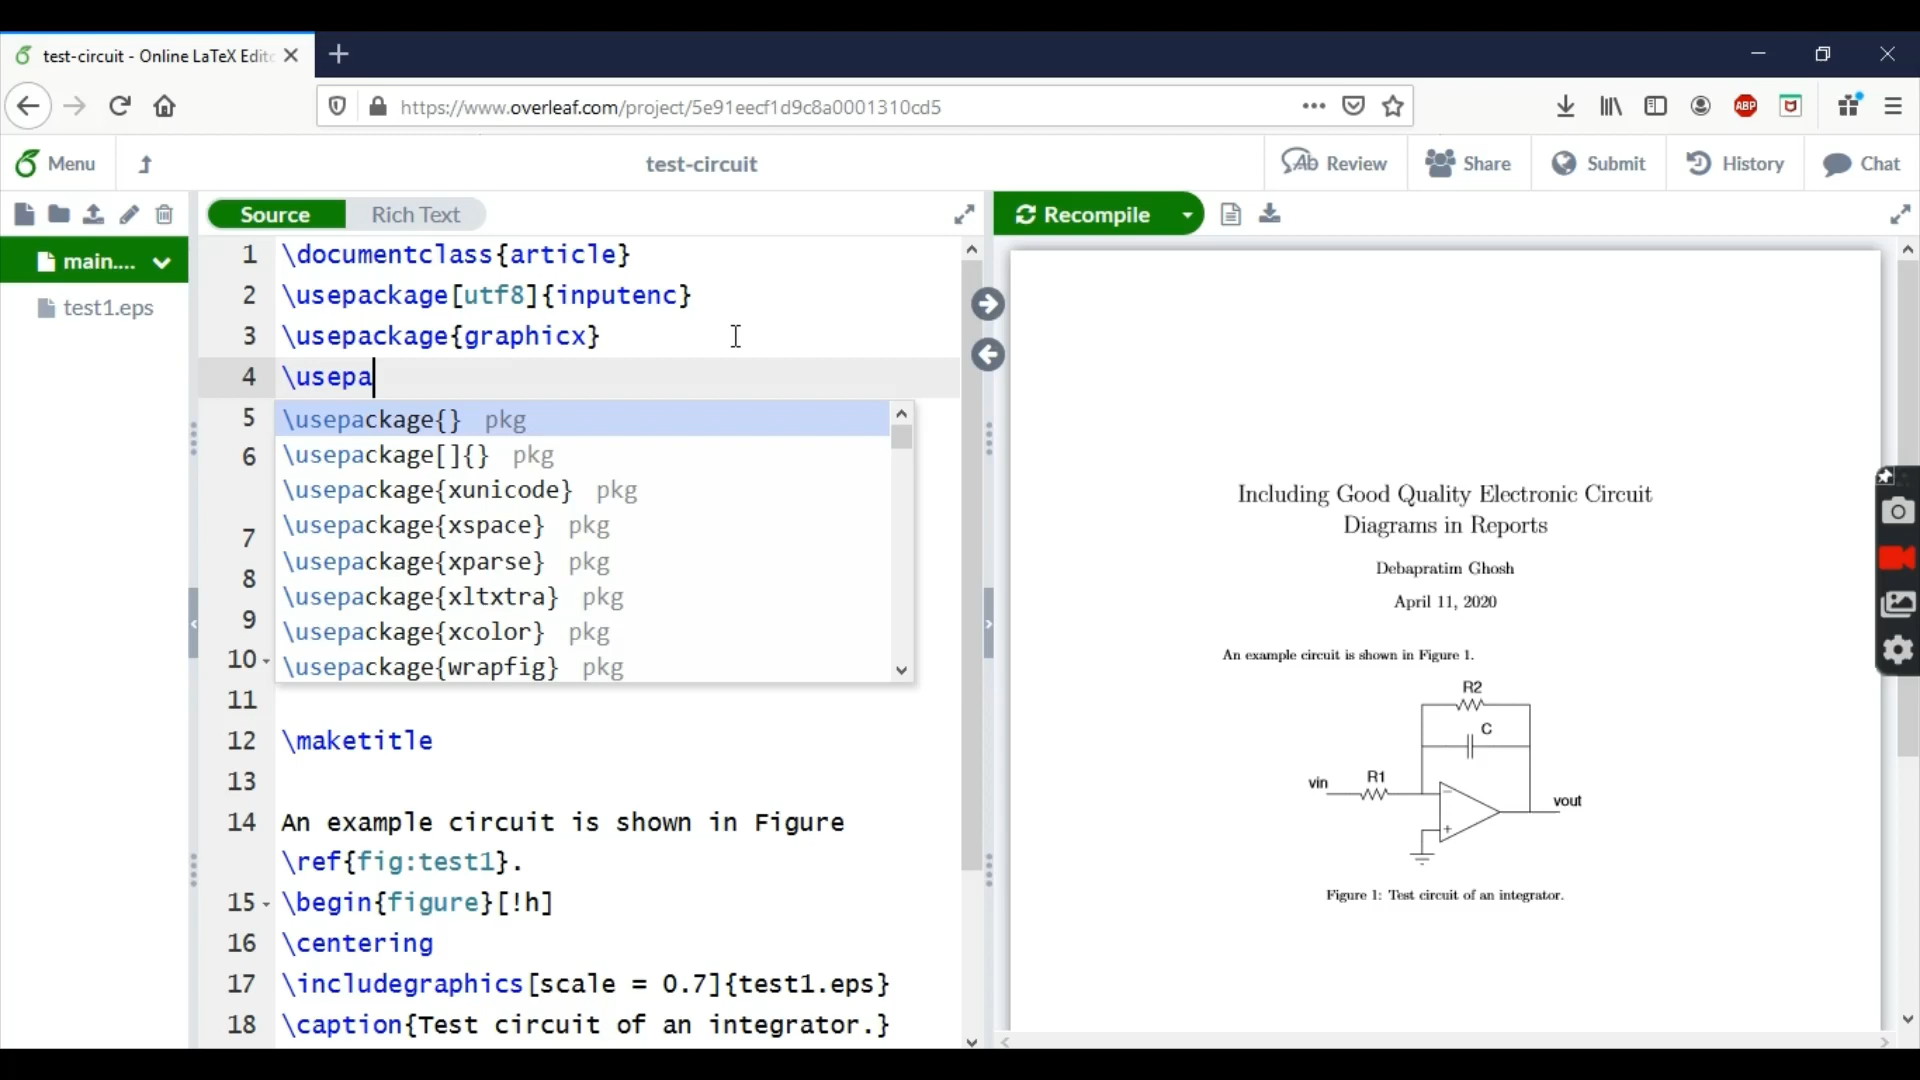 test-circuit - Online LaTeX Edito
https://www.overleaf.com/project/5e91eecf1d9c8a0001310cd5
ABP
Menu
test-circuit
Ab Review
Share
Submit
History
Chat
Source
Rich Text
Recompile
main....
test1.eps
1 \documentclass{article}
2 \usepackage[utf8]{inputenc}
3 \usepackage{graphicx}
4 \usepa
5
6
7
8
9
10
11
\usepackage{} pkg
\usepackage[]{} pkg
\usepackage{xunicode} pkg
\usepackage{xspace} pkg
\usepackage{xparse} pkg
\usepackage{xltxtra} pkg
\usepackage{xcolor} pkg
\usepackage{wrapfig} pkg
12 \maketitle
13
14 An example circuit is shown in Figure
\ref{fig:test1}.
15 \begin{figure}[!h]
16 \centering
17 \includegraphics[scale = 0.7]{test1.eps}
18 \caption{Test circuit of an integrator.}
Including Good Quality Electronic Circuit
Diagrams in Reports
Debapratim Ghosh
April 11, 2020
An example circuit is shown in Figure 1.
R2
C
vin
R1
vout
Figure 1: Test circuit of an integrator.